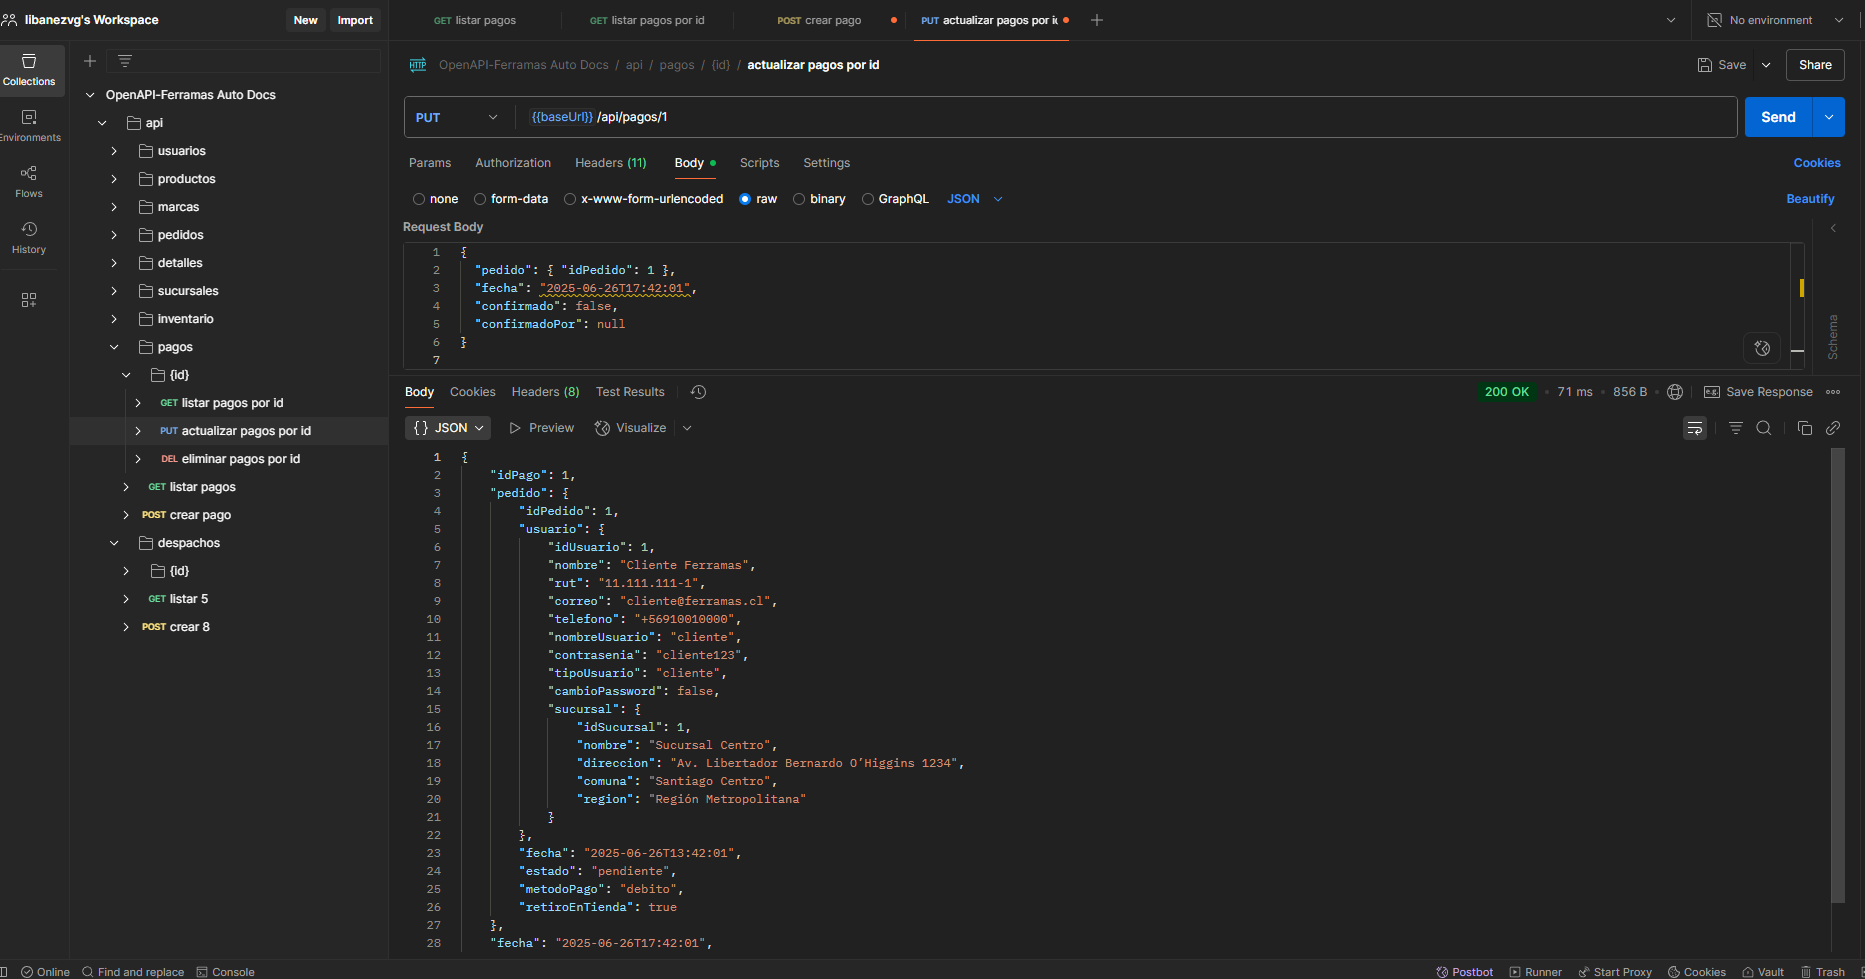 libanezvg's Workspace
New
Import
GET listar pagos
GET listar pagos por id
POST crear pago
PUT actualizar pagos por ic
No environment
Collections
Environments
Flows
History
OpenAPI-Ferramas Auto Docs
api
usuarios
productos
marcas
pedidos
detalles
sucursales
inventario
pagos
{id}
GET listar pagos por id
PUT actualizar pagos por id
DEL eliminar pagos por id
GET listar pagos
POST crear pago
despachos
{id}
GET listar 5
POST crear 8
HTTP OpenAPI-Ferramas Auto Docs / api / pagos / {id} / actualizar pagos por id
Save
Share
PUT
{{baseUrl}} /api/pagos/1
Send
Params Authorization Headers (11) Body Scripts Settings
Cookies
none form-data x-www-form-urlencoded raw binary GraphQL JSON
Beautify
Request Body
1 {
2 "pedido": { "idPedido": 1 },
3 "fecha": "2025-06-26T17:42:01",
4 "confirmado": false,
5 "confirmadoPor": null
6 }
7
Schema
Body Cookies Headers (8) Test Results
200 OK • 71 ms • 856 B
e.g. Save Response
{} JSON Preview Visualize
1 {
2 "idPago": 1,
3 "pedido": {
4 "idPedido": 1,
5 "usuario": {
6 "idUsuario": 1,
7 "nombre": "Cliente Ferramas",
8 "rut": "11.111.111-1",
9 "correo": "cliente@ferramas.cl",
10 "telefono": "+56910010000",
11 "nombreUsuario": "cliente",
12 "contrasenia": "cliente123",
13 "tipoUsuario": "cliente",
14 "cambioPassword": false,
15 "sucursal": {
16 "idSucursal": 1,
17 "nombre": "Sucursal Centro",
18 "direccion": "Av. Libertador Bernardo O’Higgins 1234",
19 "comuna": "Santiago Centro",
20 "region": "Región Metropolitana"
21 }
22 },
23 "fecha": "2025-06-26T13:42:01",
24 "estado": "pendiente",
25 "metodoPago": "debito",
26 "retiroEnTienda": true
27 },
28 "fecha": "2025-06-26T17:42:01",
Online
Find and replace
Console
Postbot
Runner
Start Proxy
Cookies
Vault
Trash